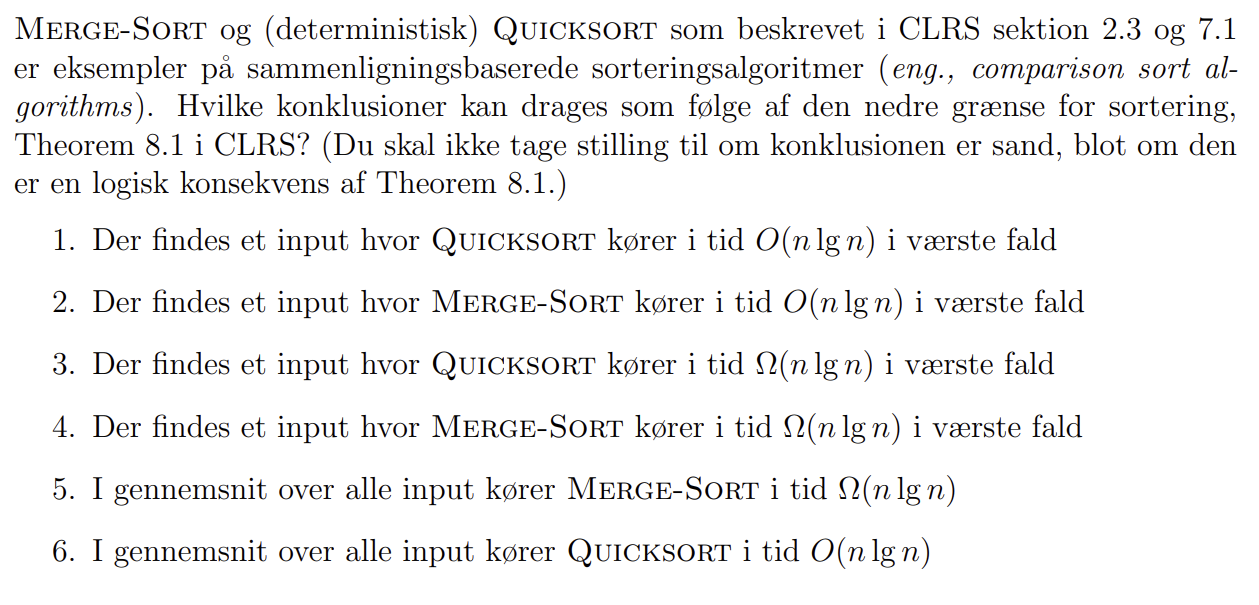 MERGE-SORT og (deterministisk) QUICKSORT som beskrevet i CLRS sektion 2.3 og 7.1
er eksempler på sammenligningsbaserede sorteringsalgoritmer (eng., comparison sort al-
gorithms). Hvilke konklusioner kan drages som følge af den nedre grænse for sortering,
Theorem 8.1 i CLRS? (Du skal ikke tage stilling til om konklusionen er sand, blot om den
er en logisk konsekvens af Theorem 8.1.)
1. Der findes et input hvor QUICKSORT kører i tid O(n lg n) i værste fald
2. Der findes et input hvor MERGE-SORT kører i tid O(n lg n) i værste fald
3. Der findes et input hvor QUICKSORT kører i tid Ω(n lg n) i værste fald
4. Der findes et input hvor MERGE-SORT kører i tid Ω(n lg n) i værste fald
5. I gennemsnit over alle input kører MERGE-SORT i tid Ω(n lg n)
6. I gennemsnit over alle input kører QUICKSORT i tid O(n lg n)